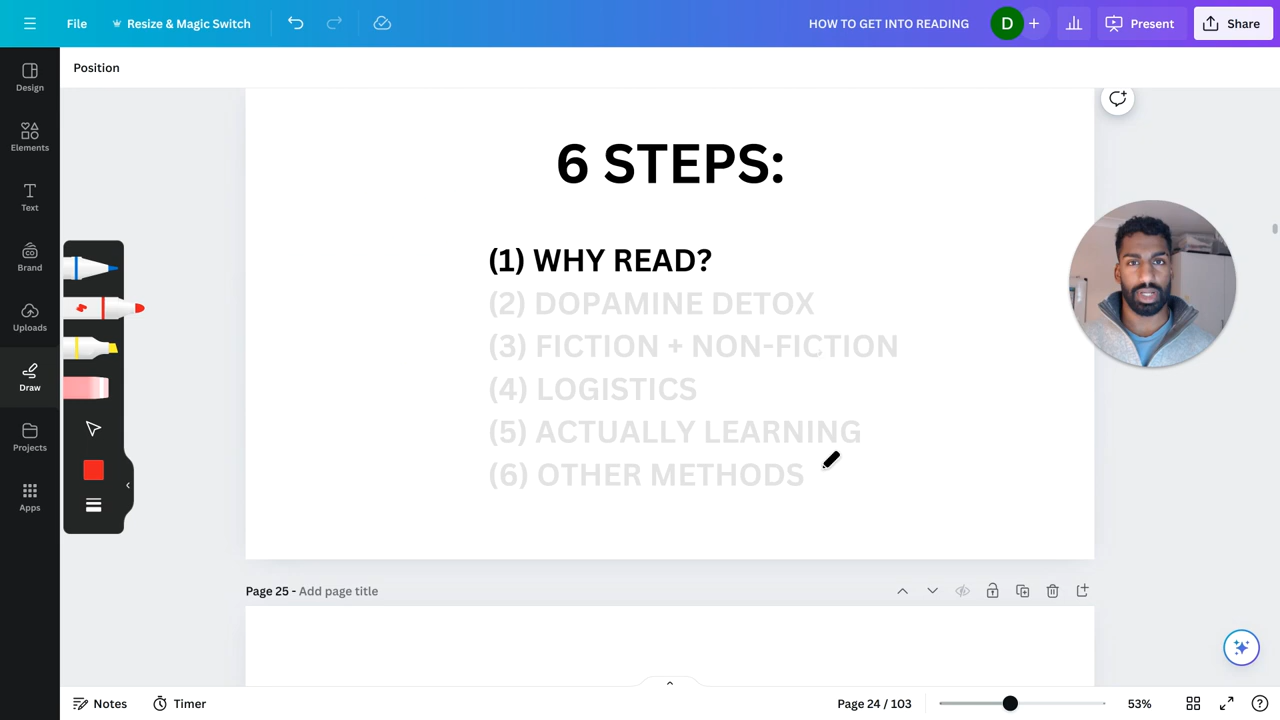 File
Resize & Magic Switch
HOW TO GET INTO READING
D
Present
Share
Position
Design
Elements
Text
Brand
Uploads
Draw
Projects
Apps
6 STEPS:
(1) WHY READ?
(2) DOPAMINE DETOX
(3) FICTION + NON-FICTION
(4) LOGISTICS
(5) ACTUALLY LEARNING
(6) OTHER METHODS
Page 25 - Add page title
Notes
Timer
Page 24 / 103
53%